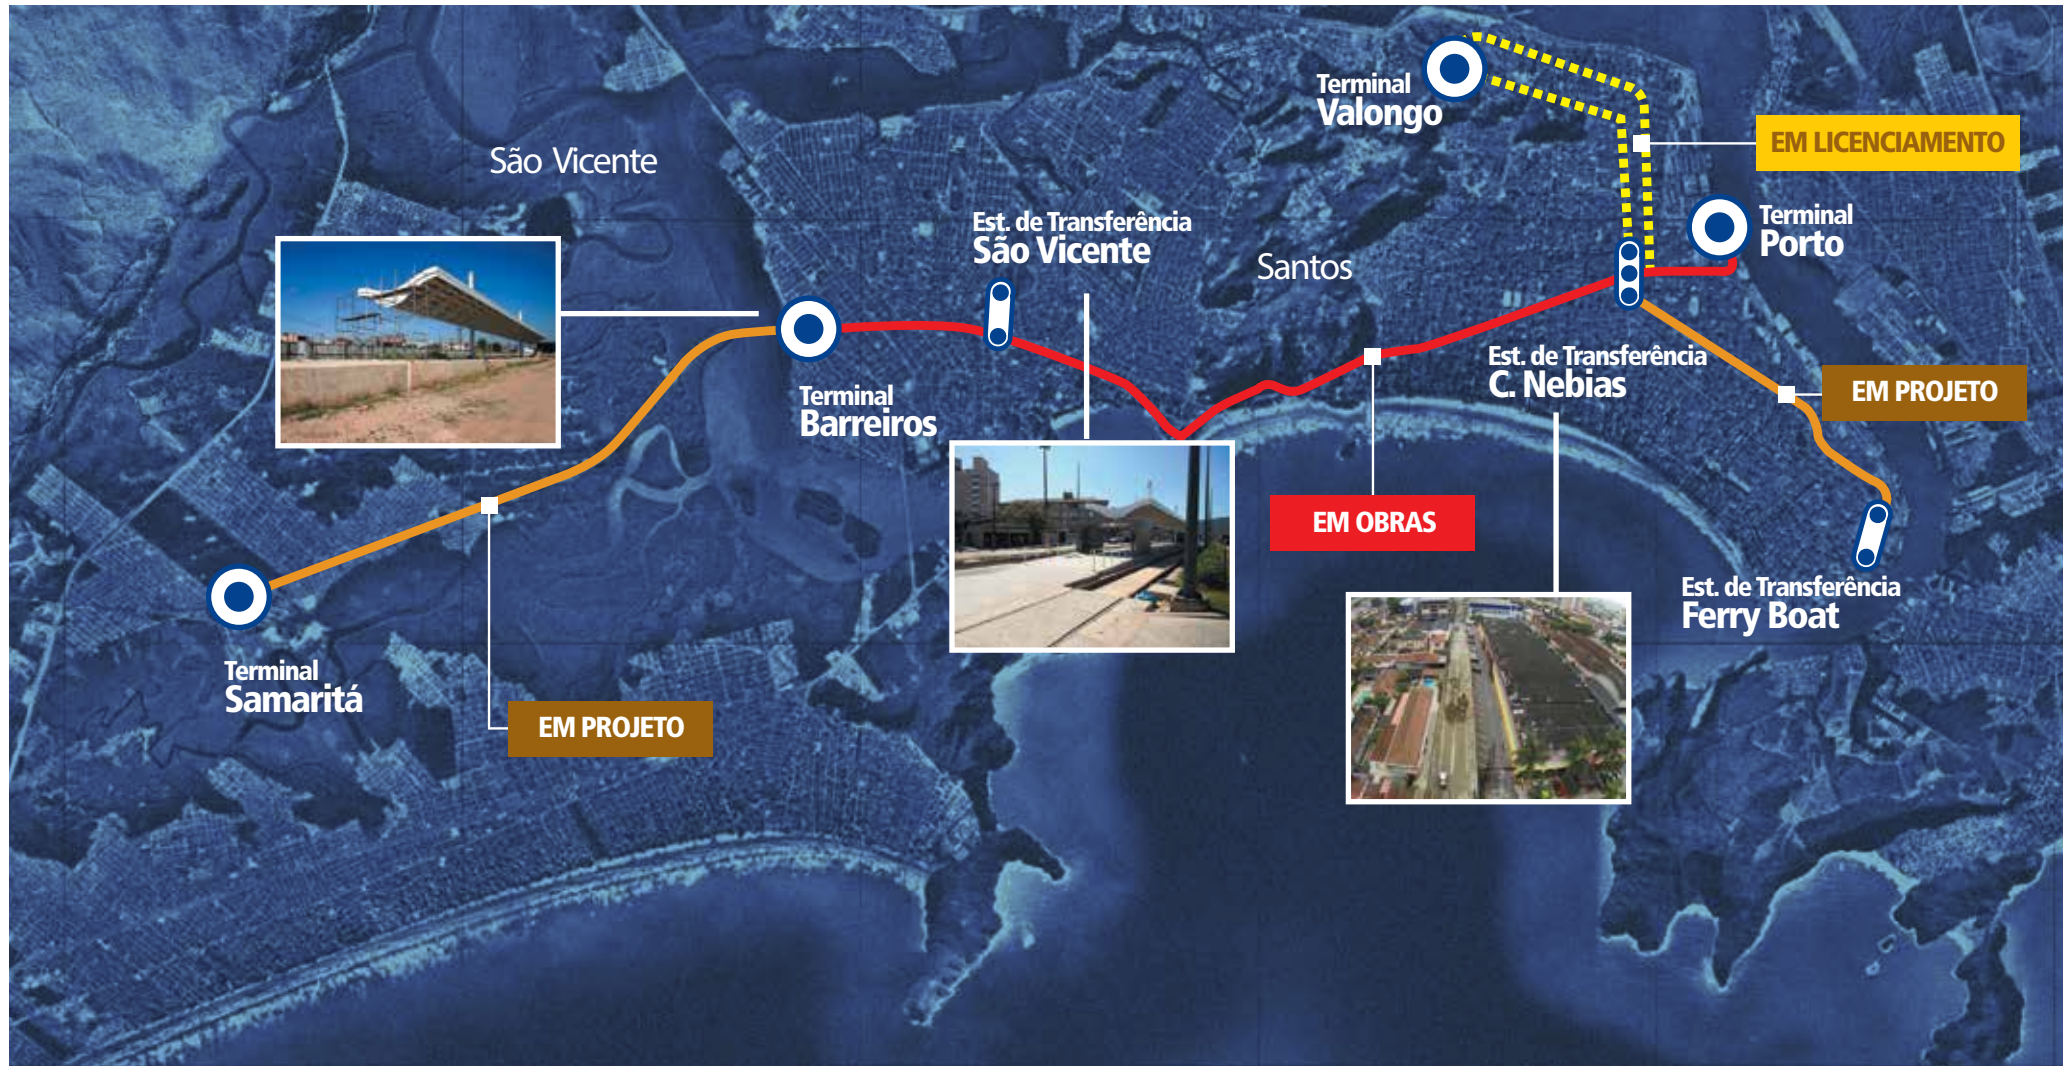 Terminal
Valongo
EM LICENCIAMENTO
São Vicente
Est. de Transferência
São Vicente
Terminal
Porto
Santos
Est. de Transferência
C. Nebias
EM PROJETO
Terminal
Barreiros
EM OBRAS
Est. de Transferência
Ferry Boat
Terminal
Samaritá
EM PROJETO